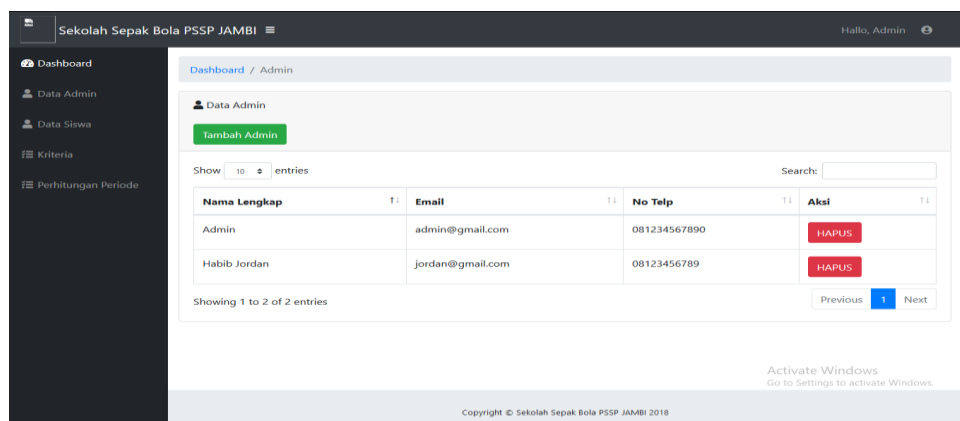 Sekolah Sepak Bola PSSP JAMBI
Hallo, Admin
Dashboard
Data Admin
Data Siswa
Kriteria
Perhitungan Periode
Dashboard / Admin
Data Admin
Tambah Admin
Show 10 entries
Search:
Nama Lengkap Email No Telp Aksi
Admin admin@gmail.com 081234567890 HAPUS
Habib Jordan jordan@gmail.com 08123456789 HAPUS
Showing 1 to 2 of 2 entries
Previous 1 Next
Activate Windows
Go to Settings to activate Windows.
Copyright © Sekolah Sepak Bola PSSP JAMBI 2018